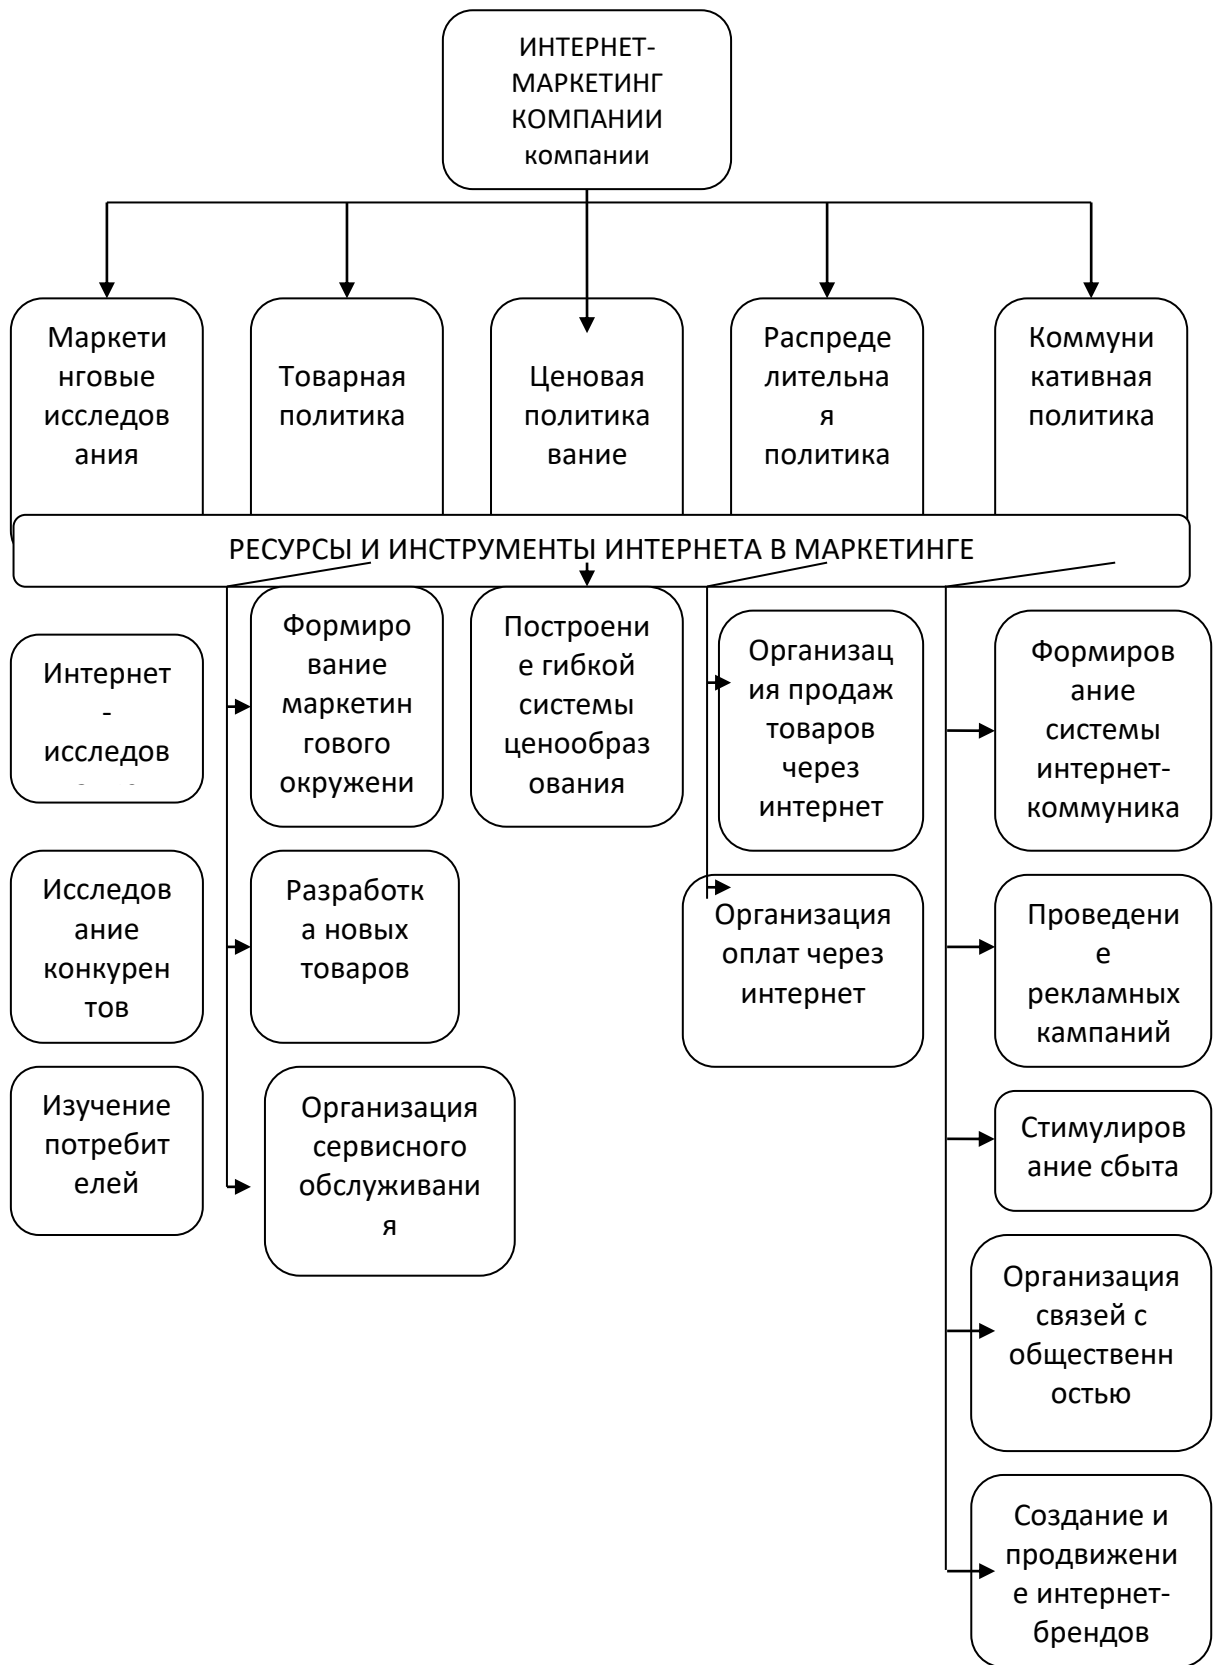 ИНТЕРНЕТ-
МАРКЕТИНГ
КОМПАНИИ
компании
Маркети
нговые
исследов
ания
Товарная
политика
Ценовая
политика
вание
Распреде
лительна
я
политика
Коммуни
кативная
политика
РЕСУРСЫ И ИНСТРУМЕНТЫ ИНТЕРНЕТА В МАРКЕТИНГЕ
Интернет
-
исследов
Исследов
ание
конкурен
тов
Изучение
потребит
елей
Формиро
вание
маркетин
гового
окружени
Разработк
а новых
товаров
Организация
сервисного
обслуживани
я
Построени
е гибкой
системы
ценообраз
ования
Организац
ия продаж
товаров
через
интернет
Организация
оплат через
интернет
Формиров
ание
системы
интернет-
коммуника
Проведени
е
рекламных
кампаний
Стимулиров
ание сбыта
Организация
связей с
общественн
остью
Создание и
продвижени
е интернет-
брендов